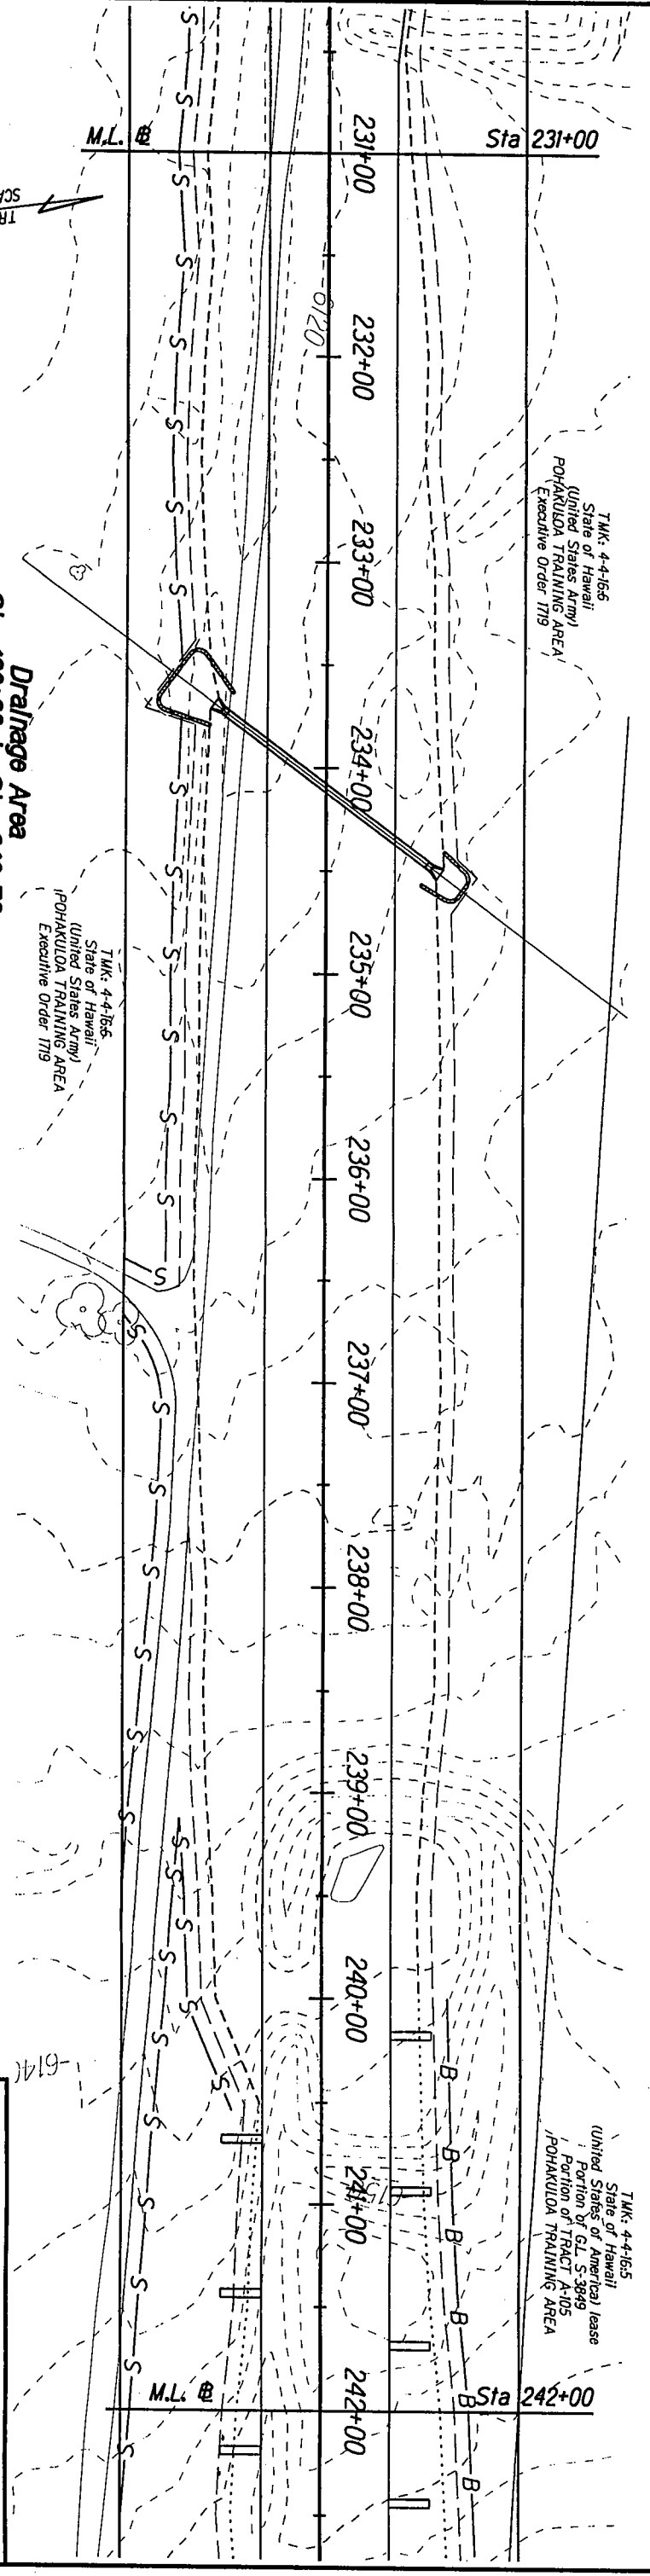 M.L. ⅊
Sta 231+00
231+00
6120
232+00
TMK: 4-4-16:6
State of Hawaii
(United States Army)
POHAKULOA TRAINING AREA
Executive Order 1719
233+00
234+00
Drainage Area
235+00
TMK: 4-4-16:6
State of Hawaii
(United States Army)
POHAKULOA TRAINING AREA
Executive Order 1719
236+00
237+00
238+00
239+00
240+00
TMK: 4-4-16:5
State of Hawaii
(United States of America) lease
Portion of G.L. S-3849
Portion of TRACT A-105
POHAKULOA TRAINING AREA
241+00
M.L. ⅊
Sta 242+00
242+00
S S S S S S S S S S S S S S S
B B B B B B